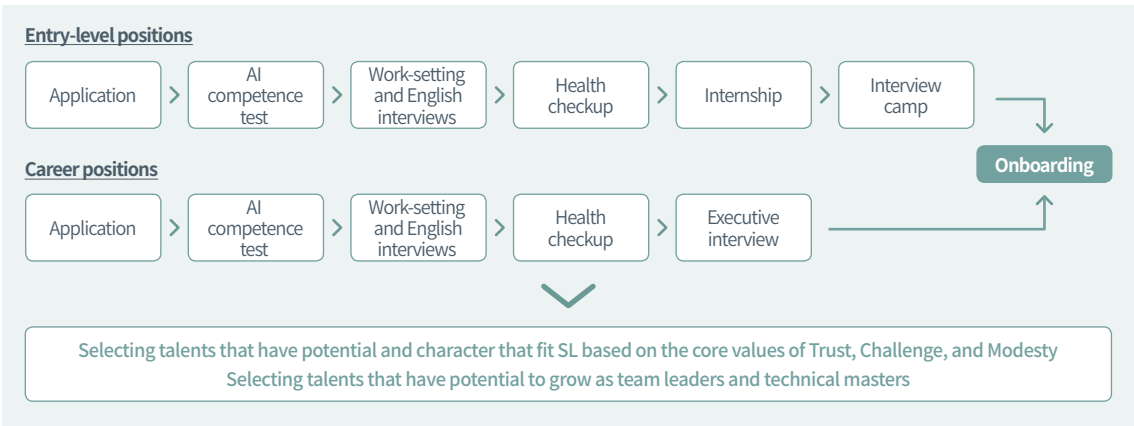 Entry-level positions
Application
AI
competence
test
Work-setting
and English
interviews
Health
checkup
Internship
Interview
camp
Onboarding
Career positions
Application
AI
competence
test
Work-setting
and English
interviews
Health
checkup
Executive
interview
Selecting talents that have potential and character that fit SL based on the core values of Trust, Challenge, and Modesty
Selecting talents that have potential to grow as team leaders and technical masters